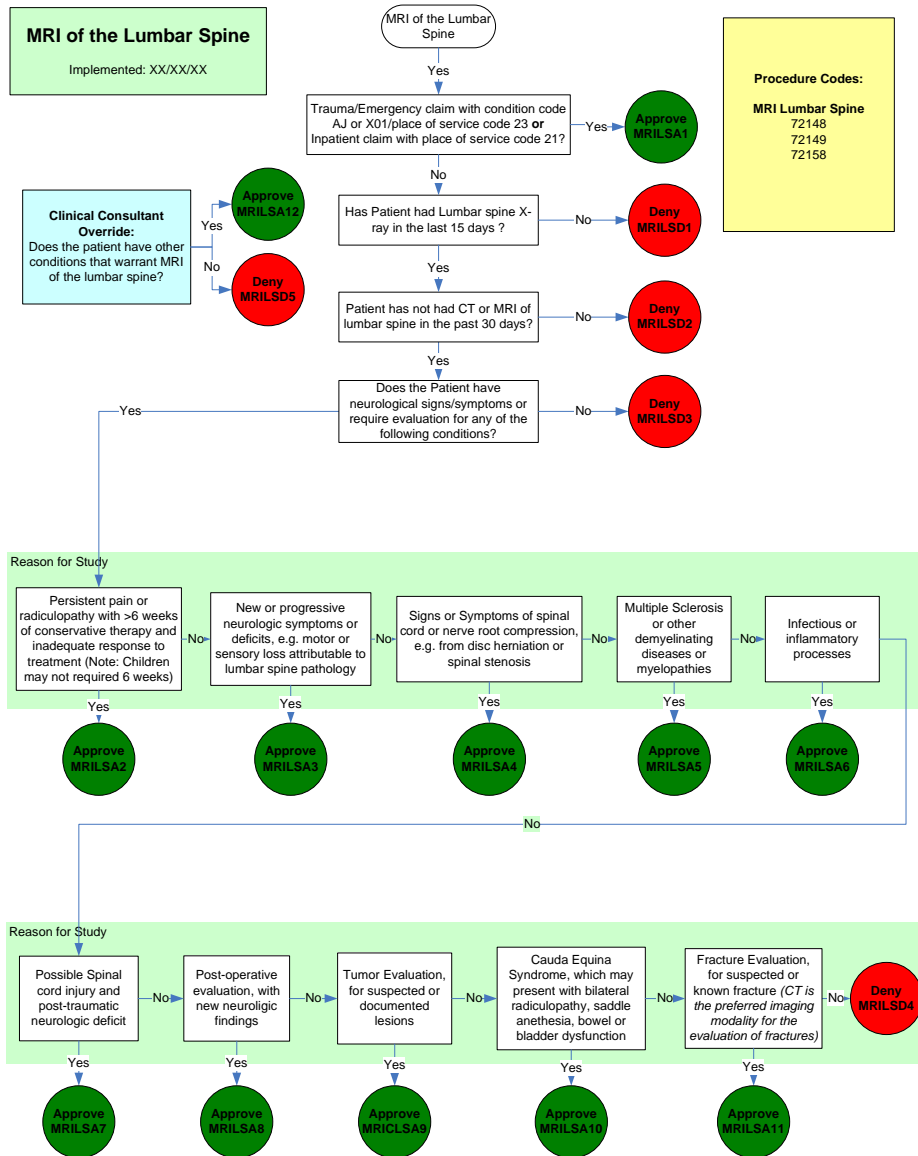 MRI of the Lumbar Spine
Implemented: XX/XX/XX
MRI of the Lumbar
Spine
Yes
Trauma/Emergency claim with condition code
AJ or X01/place of service code 23 or
Inpatient claim with place of service code 21?
Yes
Approve
MRILSA1
Procedure Codes:
MRI Lumbar Spine
72148
72149
72158
No
Clinical Consultant
Override:
Does the patient have other
conditions that warrant MRI
of the lumbar spine?
Yes
Approve
MRILSA12
No
Deny
MRILSD5
Has Patient had Lumbar spine X-
ray in the last 15 days ?
No
Deny
MRILSD1
Yes
Patient has not had CT or MRI of
lumbar spine in the past 30 days?
No
Deny
MRILSD2
Yes
Does the Patient have
neurological signs/symptoms or
require evaluation for any of the
following conditions?
No
Deny
MRILSD3
Yes
Reason for Study
Persistent pain or
radiculopathy with >6 weeks
of conservative therapy and
inadequate response to
treatment (Note: Children
may not required 6 weeks)
No
New or progressive
neurologic symptoms or
deficits, e.g. motor or
sensory loss attributable to
lumbar spine pathology
No
Signs or Symptoms of spinal
cord or nerve root compression,
e.g. from disc herniation or
spinal stenosis
No
Multiple Sclerosis
or other
demyelinating
diseases or
myelopathies
No
Infectious or
inflammatory
processes
Yes
Yes
Yes
Yes
Yes
Approve
MRILSA2
Approve
MRILSA3
Approve
MRILSA4
Approve
MRILSA5
Approve
MRILSA6
No
Reason for Study
Possible Spinal
cord injury and
post-traumatic
neurologic deficit
No
Post-operative
evaluation, with
new neuroligic
findings
No
Tumor Evaluation,
for suspected or
documented
lesions
No
Cauda Equina
Syndrome, which may
present with bilateral
radiculopathy, saddle
anethesia, bowel or
bladder dysfunction
No
Fracture Evaluation,
for suspected or
known fracture (CT is
the preferred imaging
modality for the
evaluation of fractures)
No
Deny
MRILSD4
Yes
Yes
Yes
Yes
Yes
Approve
MRILSA7
Approve
MRILSA8
Approve
MRICLSA9
Approve
MRILSA10
Approve
MRILSA11